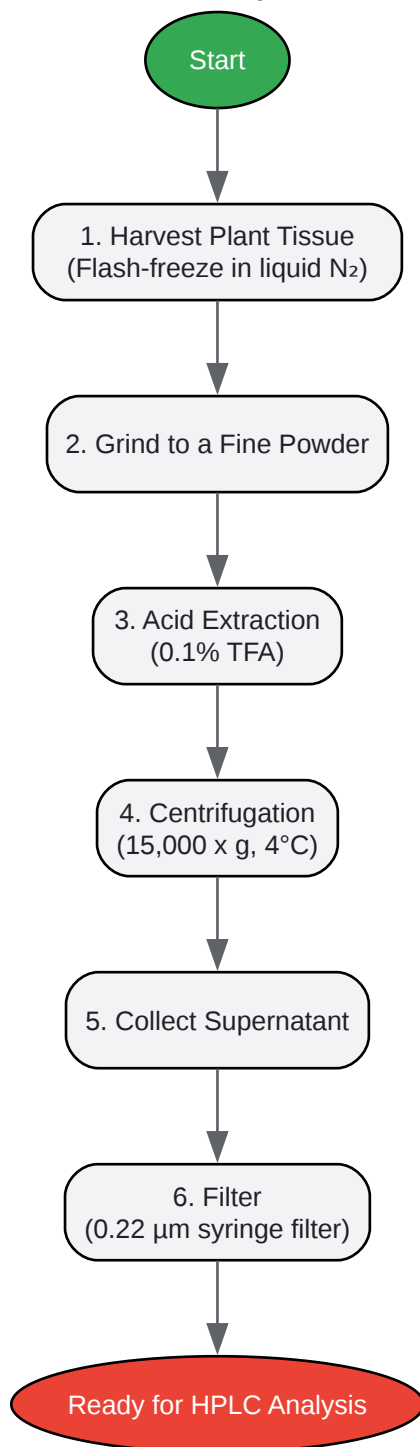 Start
1. Harvest Plant Tissue
(Flash-freeze in liquid N₂)
2. Grind to a Fine Powder
3. Acid Extraction
(0.1% TFA)
4. Centrifugation
(15,000 x g, 4°C)
5. Collect Supernatant
6. Filter
(0.22 µm syringe filter)
Ready for HPLC Analysis